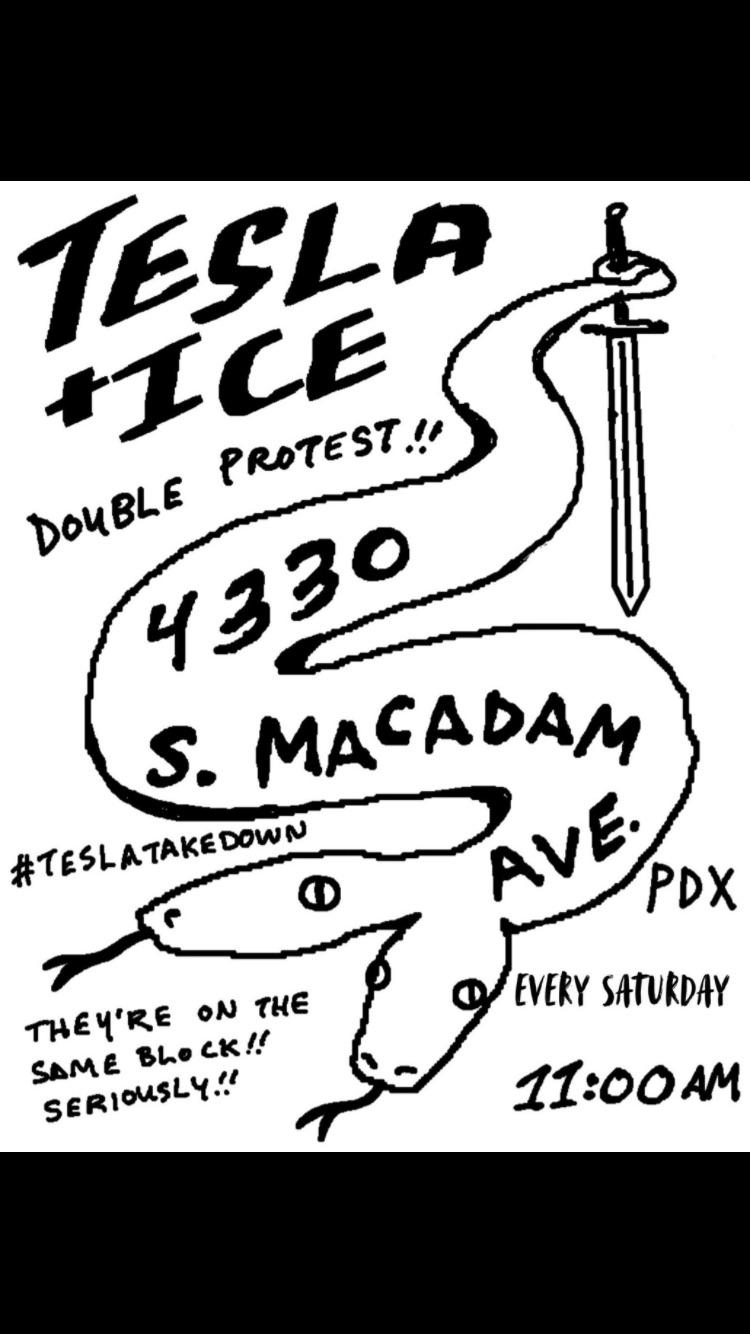 TESLA
+ICE
DOUBLE PROTEST!!
4330
S. MACADAM
AVE.
PDX
#TESLATAKEDOWN
EVERY SATURDAY
11:00AM
THEY'RE ON THE
SAME BLOCK!!
SERIOUSLY!!